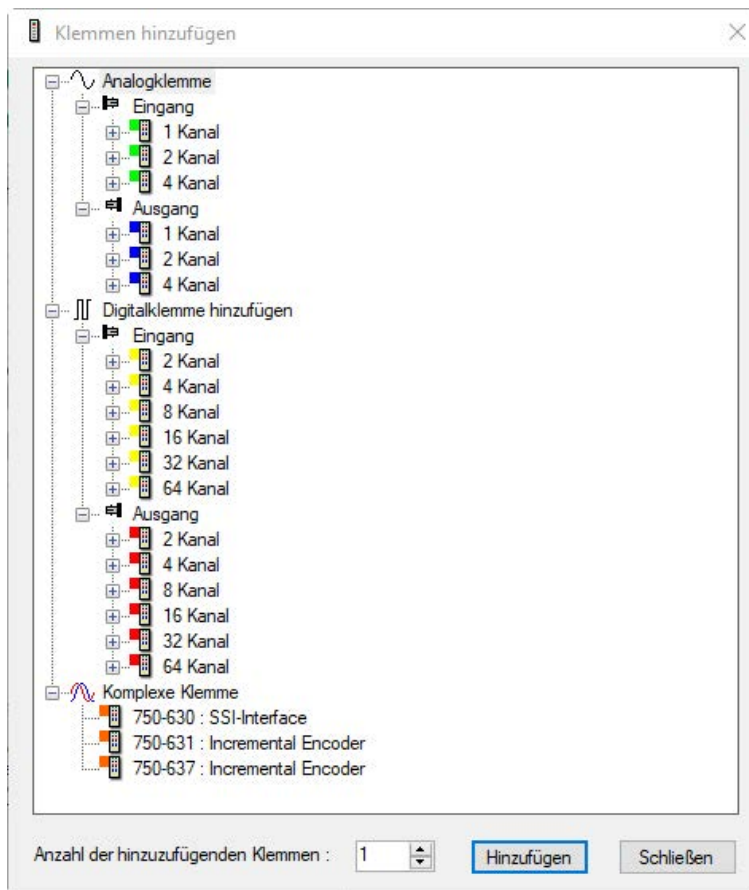 Klemmen hinzufügen
Analogklemme
Eingang
1 Kanal
2 Kanal
4 Kanal
Ausgang
1 Kanal
2 Kanal
4 Kanal
Digitalklemme hinzufügen
Eingang
2 Kanal
4 Kanal
8 Kanal
16 Kanal
32 Kanal
64 Kanal
Ausgang
2 Kanal
4 Kanal
8 Kanal
16 Kanal
32 Kanal
64 Kanal
Komplexe Klemme
750-630 : SSI-Interface
750-631 : Incremental Encoder
750-637 : Incremental Encoder
Anzahl der hinzuzufügenden Klemmen : 1 Hinzufügen Schließen